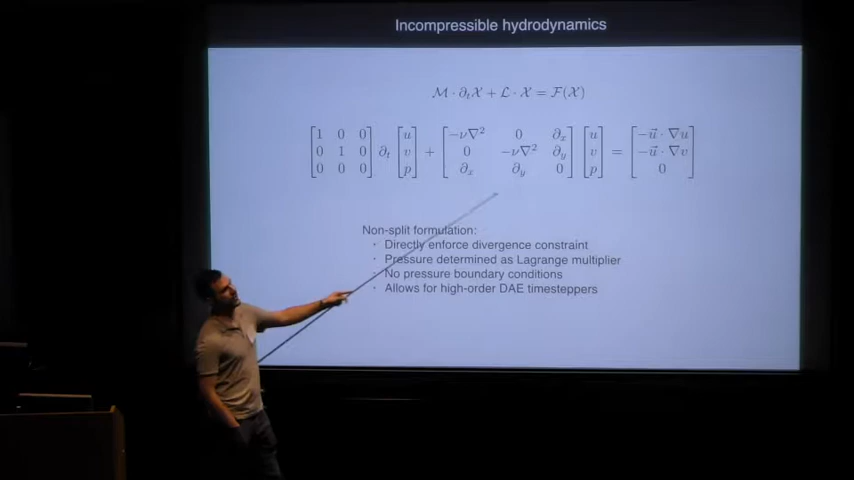 Incompressible hydrodynamics
ℳ · ∂ₜ𝒳 + ℒ · 𝒳 = ℱ(𝒳)
[1 0 0; 0 1 0; 0 0 0] ∂ₜ [u; v; p] + [−ν∇² 0 ∂ₓ; 0 −ν∇² ∂ᵧ; ∂ₓ ∂ᵧ 0] [u; v; p] = [−u⃗ · ∇u; −u⃗ · ∇v; 0]
Non-split formulation:
· Directly enforce divergence constraint
· Pressure determined as Lagrange multiplier
· No pressure boundary conditions
· Allows for high-order DAE timesteppers